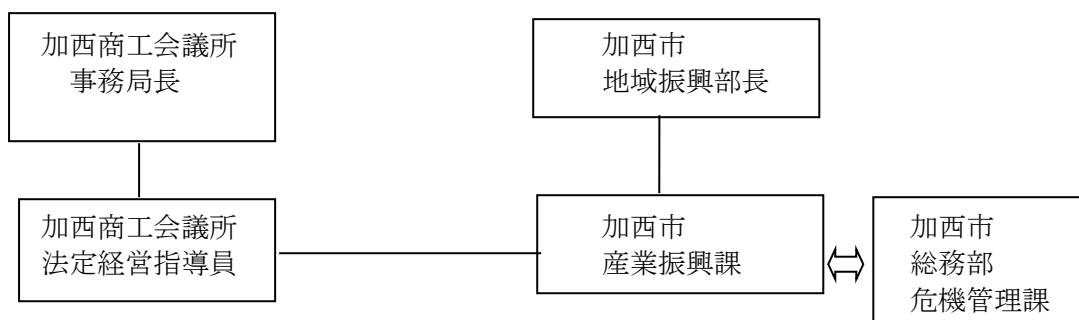 加西商工会議所
事務局長
加西市
地域振興部長
加西商工会議所
法定経営指導員
加西市
産業振興課
加西市
総務部
危機管理課